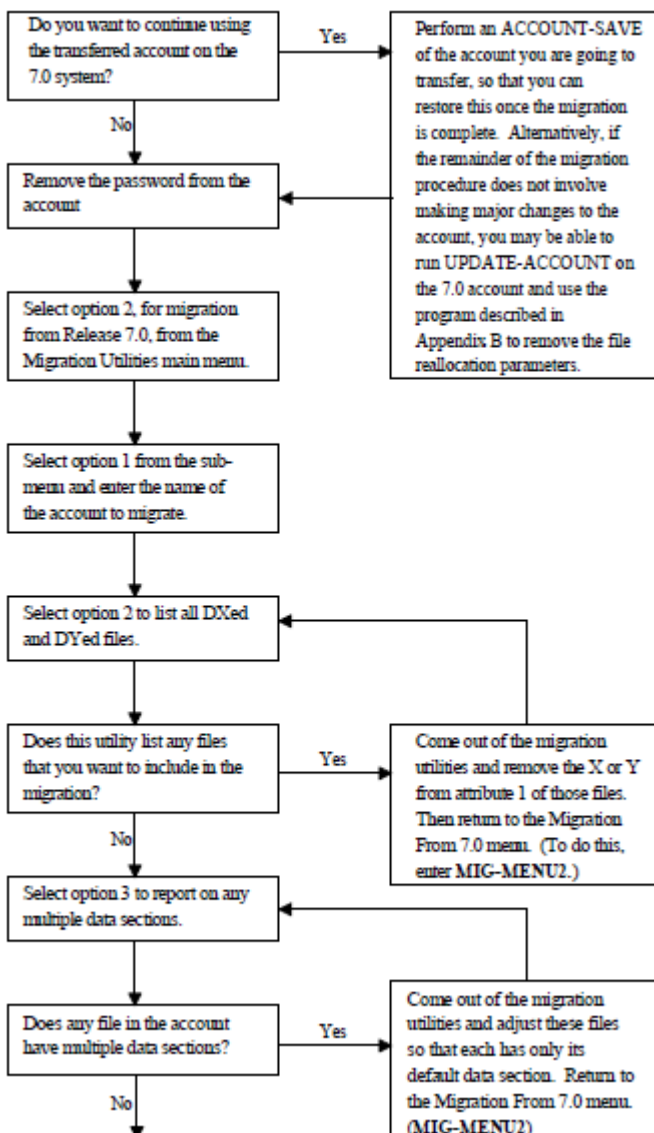 Do you want to continue using
the transferred account on the
7.0 system?
Yes
Perform an ACCOUNT-SAVE
of the account you are going to
transfer, so that you can
restore this once the migration
is complete. Alternatively, if
the remainder of the migration
procedure does not involve
making major changes to the
account, you may be able to
run UPDATE-ACCOUNT on
the 7.0 account and use the
program described in
Appendix B to remove the file
reallocation parameters.
No
Remove the password from the
account
Select option 2, for migration
from Release 7.0, from the
Migration Utilities main menu.
Select option 1 from the sub-
menu and enter the name of
the account to migrate.
Select option 2 to list all DXed
and DYed files.
Does this utility list any files
that you want to include in the
migration?
Yes
Come out of the migration
utilities and remove the X or Y
from attribute 1 of those files.
Then return to the Migration
From 7.0 menu. (To do this,
enter MIG-MENU2.)
No
Select option 3 to report on any
multiple data sections.
Does any file in the account
have multiple data sections?
Yes
Come out of the migration
utilities and adjust these files
so that each has only its
default data section. Return to
the Migration From 7.0 menu.
(MIG-MENU2)
No